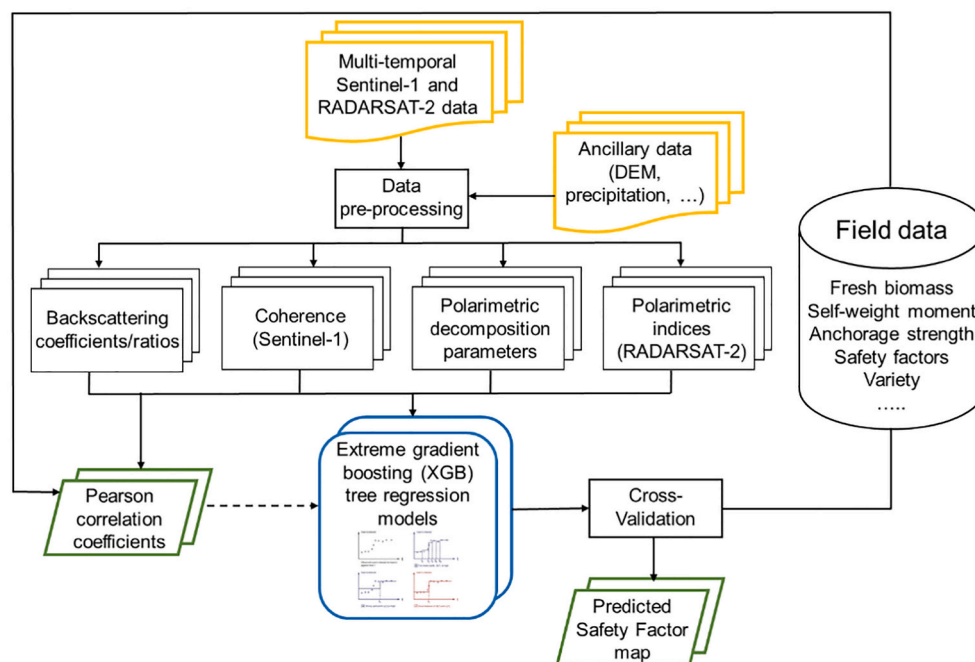 Multi-temporal
Sentinel-1 and
RADARSAT-2 data
Ancillary data
(DEM,
precipitation, …)
Data
pre-processing
Field data
Fresh biomass
Self-weight moment
Anchorage strength
Safety factors
Variety
…..
Backscattering
coefficients/ratios
Coherence
(Sentinel-1)
Polarimetric
decomposition
parameters
Polarimetric
indices
(RADARSAT-2)
Extreme gradient
boosting (XGB)
tree regression
models
Pearson
correlation
coefficients
Cross-
Validation
Predicted
Safety Factor
map